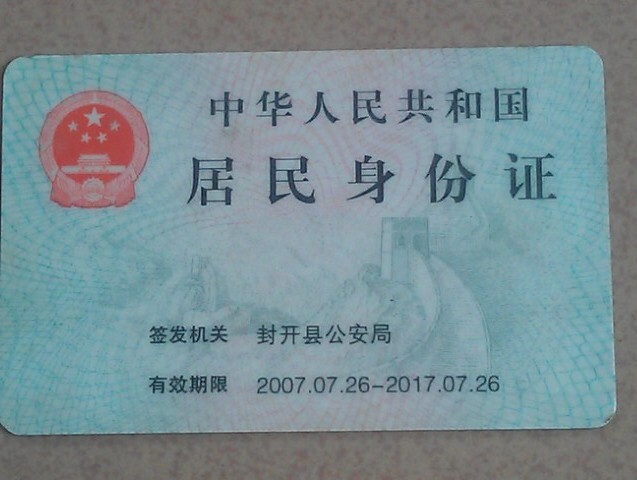 中华人民共和国
居民身份证
签发机关 封开县公安局
有效期限 2007.07.26-2017.07.26